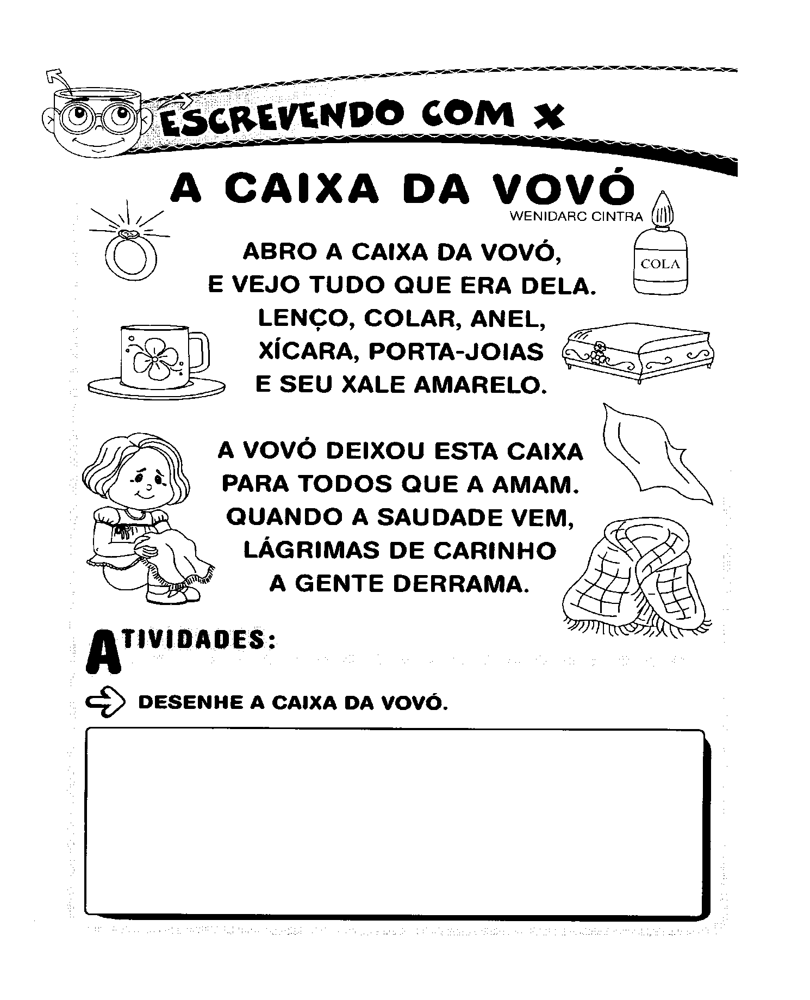 ESCREVENDO COM X
A CAIXA DA VOVÓ
WENIDARC CINTRA
ABRO A CAIXA DA VOVÓ,
E VEJO TUDO QUE ERA DELA.
LENÇO, COLAR, ANEL,
XÍCARA, PORTA-JOIAS
E SEU XALE AMARELO.
COLA
A VOVÓ DEIXOU ESTA CAIXA
PARA TODOS QUE A AMAM.
QUANDO A SAUDADE VEM,
LÁGRIMAS DE CARINHO
A GENTE DERRAMA.
ATIVIDADES:
DESENHE A CAIXA DA VOVÓ.